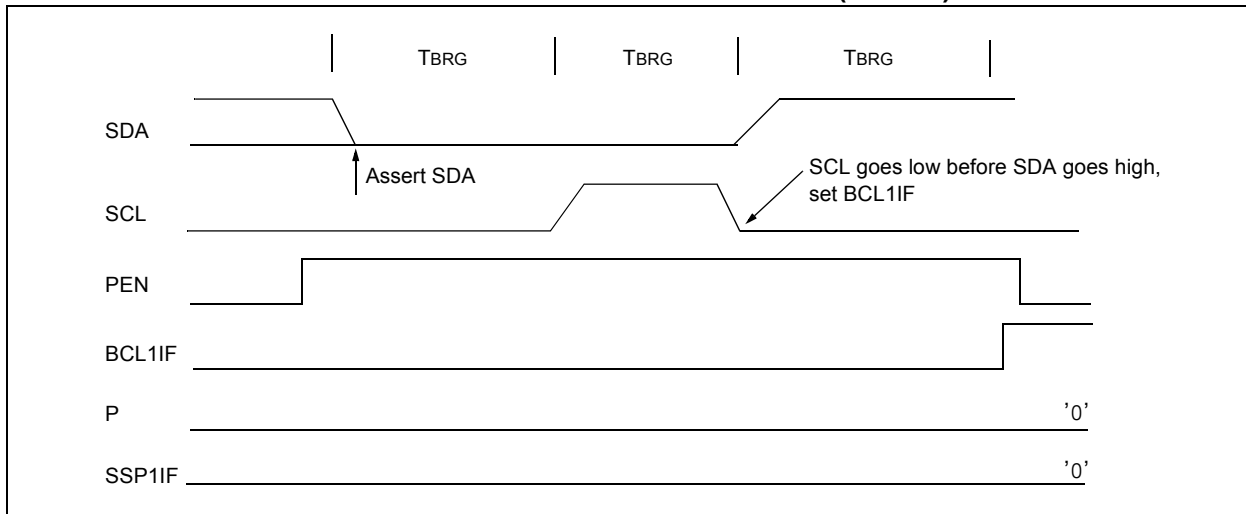 TBRG TBRG TBRG
SDA
Assert SDA
SCL goes low before SDA goes high,
set BCL1IF
SCL
PEN
BCL1IF
P '0'
SSP1IF '0'